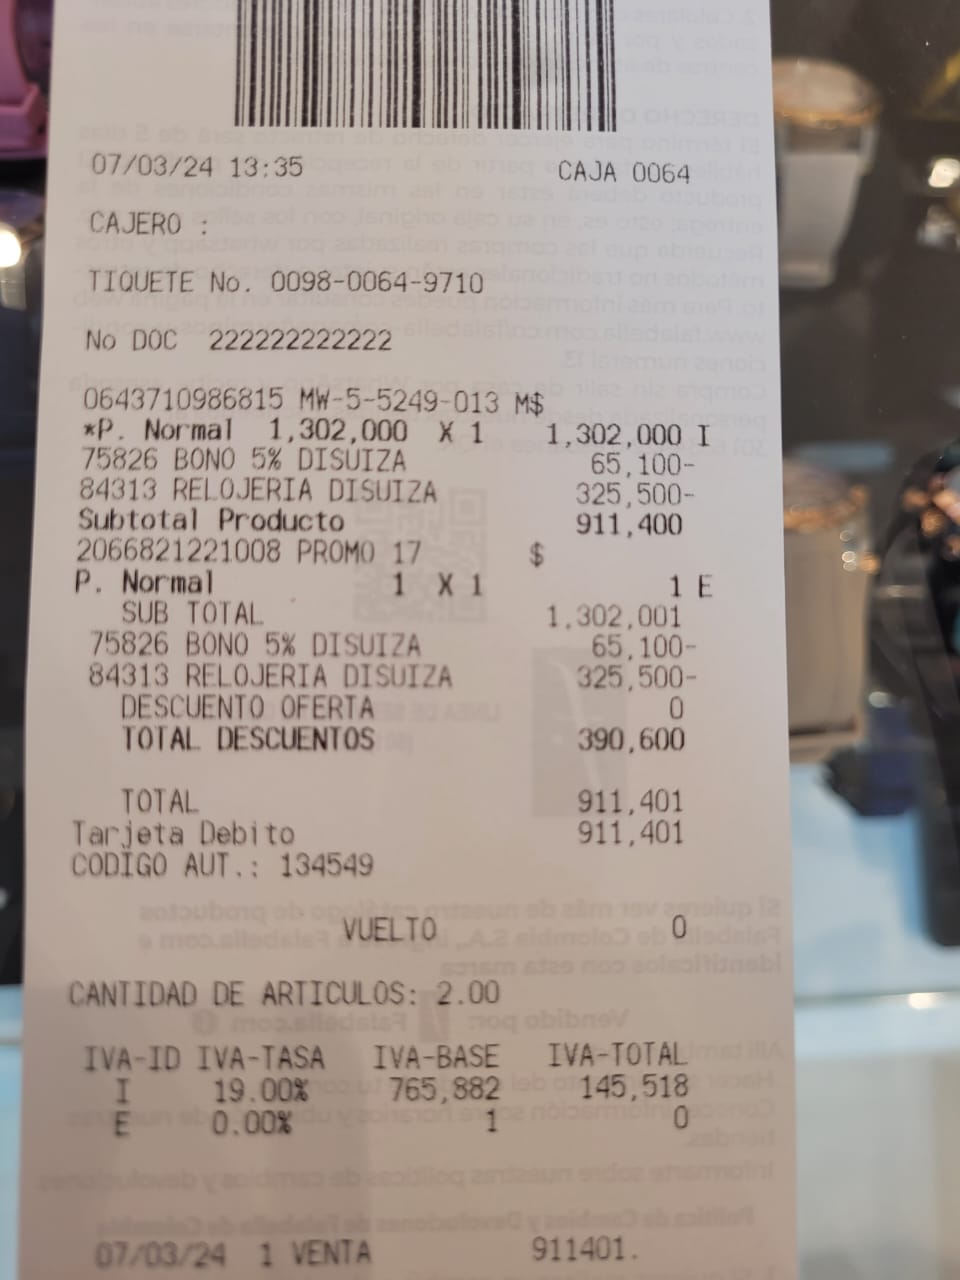 07/03/24 13:35 CAJA 0064
CAJERO :
TIQUETE No. 0098-0064-9710
No DOC 222222222222
0643710986815 MW-5-5249-013 M$
*P. Normal 1,302,000 X 1 1,302,000 I
75826 BONO 5% DISUIZA 65,100-
84313 RELOJERIA DISUIZA 325,500-
Subtotal Producto 911,400
2066821221008 PROMO 17 $
P. Normal 1 X 1 1 E
SUB TOTAL 1,302,001
75826 BONO 5% DISUIZA 65,100-
84313 RELOJERIA DISUIZA 325,500-
DESCUENTO OFERTA 0
TOTAL DESCUENTOS 390,600
TOTAL 911,401
Tarjeta Debito 911,401
CODIGO AUT.: 134549
VUELTO 0
CANTIDAD DE ARTICULOS: 2.00
IVA-ID IVA-TASA IVA-BASE IVA-TOTAL
I 19.00% 765,882 145,518
E 0.00% 1 0
07/03/24 1 VENTA 911401.